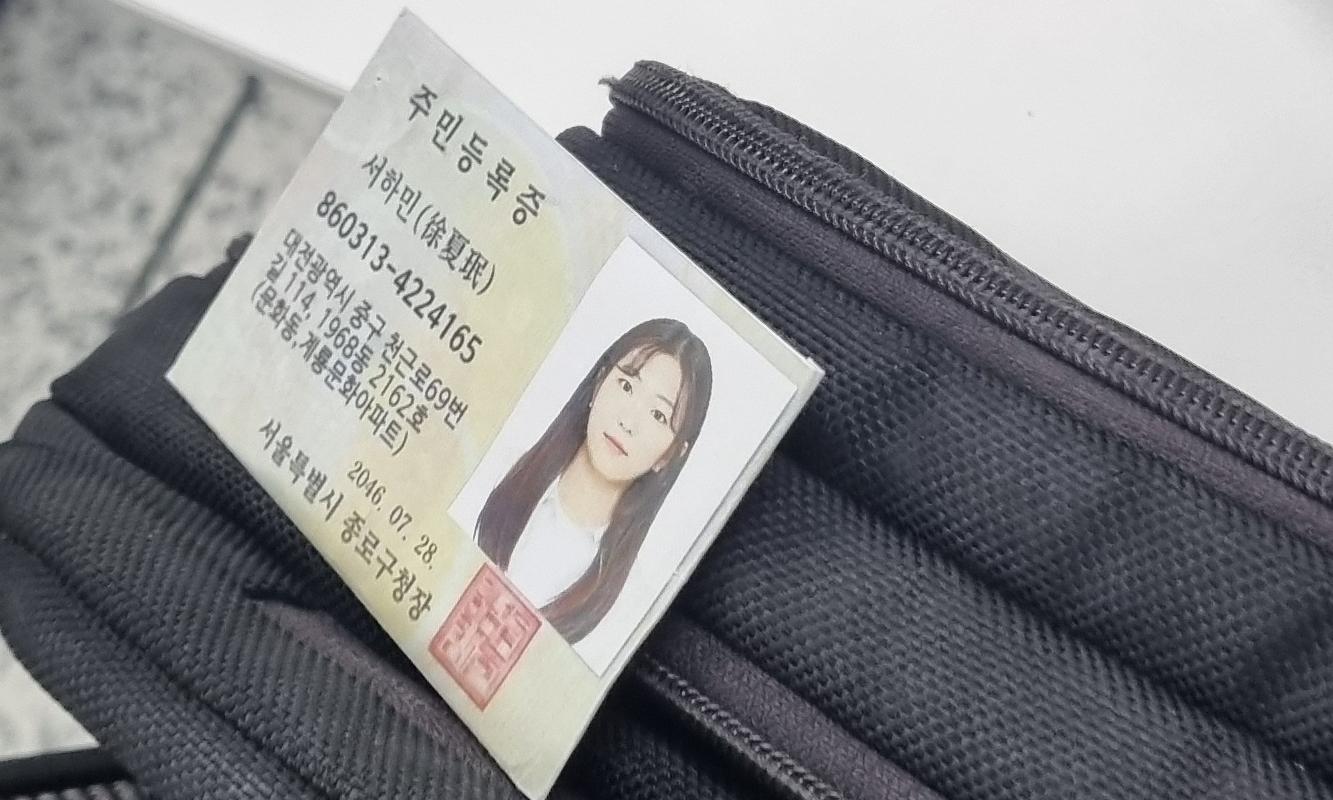 주민등록증
서하민(徐夏珉)
860313-4224165
대전광역시 중구 천근로69번
길 114, 1968동 2162호
(문화동,계룡문화아파트)
2046. 07. 28.
서울특별시 종로구청장